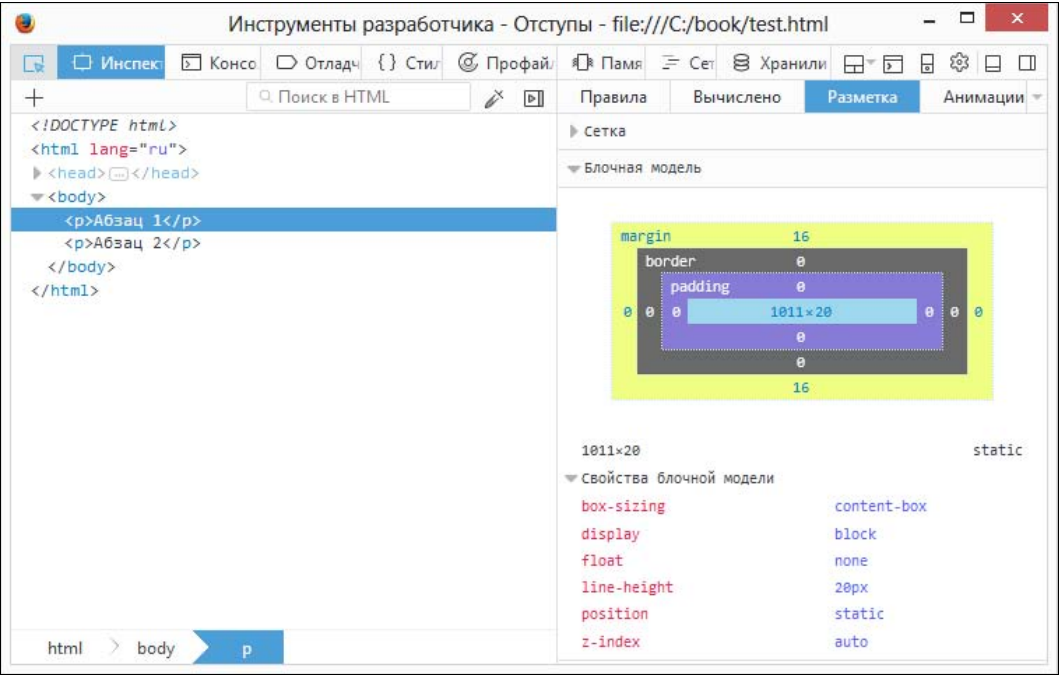 Инструменты разработчика - Отступы - file:///C:/book/test.html
Инспек Консо Отладч {} Стил Профай Памя Сет Хранили
+ Поиск в HTML
<!DOCTYPE html>
<html lang="ru">
<head>...</head>
<body>
<p>Абзац 1</p>
<p>Абзац 2</p>
</body>
</html>
html body p
Правила Вычислено Разметка Анимации
Сетка
Блочная модель
margin 16
border 0
padding 0
0 0 0 1011×20 0 0 0
0
0
16
1011×20 static
Свойства блочной модели
box-sizing content-box
display block
float none
line-height 20px
position static
z-index auto